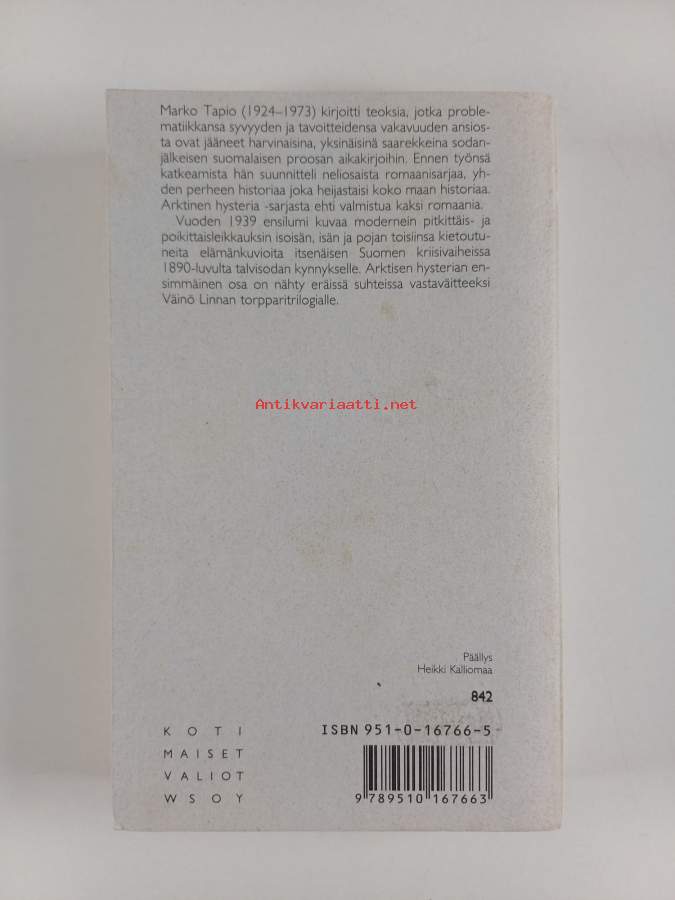 Marko Tapio (1924–1973) kirjoitti teoksia, jotka proble-
matiikkansa syvyyden ja tavoitteidensa vakavuuden ansios-
ta ovat jääneet harvinaisina, yksinäisinä saarekkeina sodan-
jälkeisen suomalaisen proosan aikakirjoihin. Ennen työnsä
katkeamista hän suunnitteli neliosaista romaanisarjaa, yh-
den perheen historiaa joka heijastaisi koko maan historiaa.
Arktinen hysteria -sarjasta ehti valmistua kaksi romaania.
Vuoden 1939 ensilumi kuvaa modernein pitkittäis- ja
poikittaisleikkauksin isoisän, isän ja pojan toisiinsa kietoutu-
neita elämänkuvioita itsenäisen Suomen kriisivaiheissa
1890-luvulta talvisodan kynnykselle. Arktisen hysterian en-
simmäinen osa on nähty eräissä suhteissa vastaväitteeksi
Väinö Linnan torpparitrilogialle.
Antikvariaatti.net
Päällys
Heikki Kalliomaa
842
KOTI
MAISET
VALIOT
WSOY
ISBN 951-0-16766-5
9 789510 167663